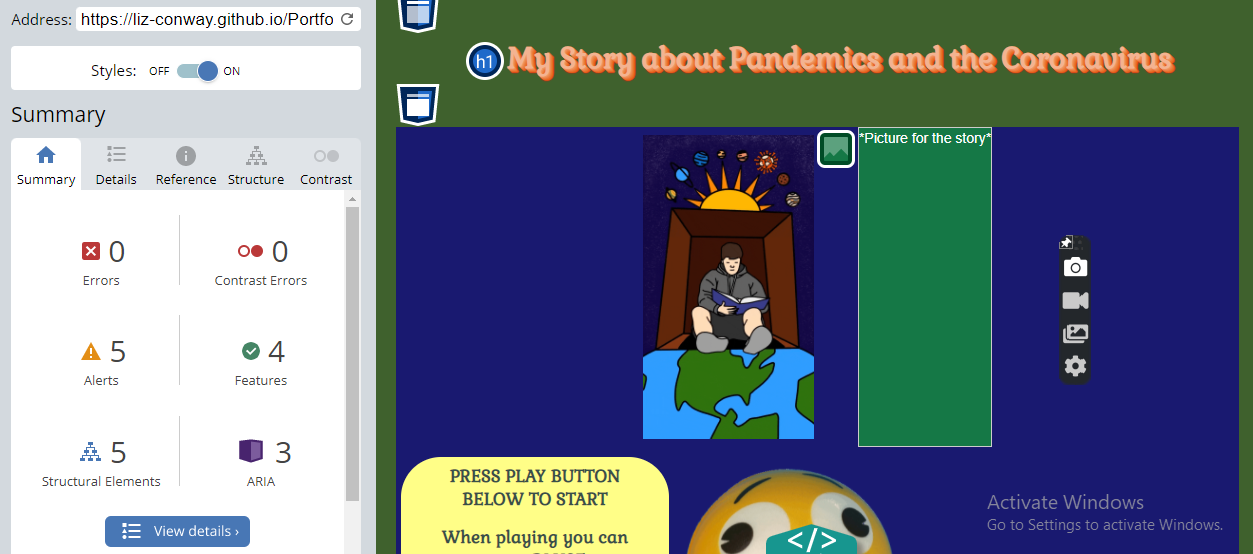 Address: https://liz-conway.github.io/Portfo
Styles: OFF ON
Summary
Summary Details Reference Structure Contrast
0 Errors
0 Contrast Errors
5 Alerts
4 Features
5 Structural Elements
3 ARIA
View details ›
h1 My Story about Pandemics and the Coronavirus
*Picture for the story*
PRESS PLAY BUTTON
BELOW TO START
When playing you can
</>
Activate Windows
Go to Settings to activate Windows.